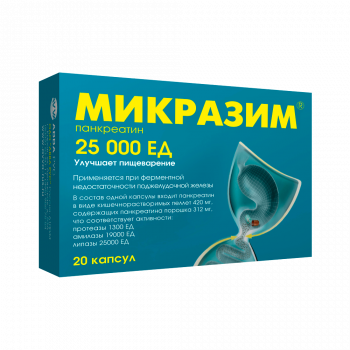 МИКРАЗИМ®
панкреатин
25 000 ЕД
Улучшает пищеварение
Применяется при ферментной
недостаточности поджелудочной железы
В состав одной капсулы входит панкреатин
в виде кишечнорастворимых пеллет 420 мг,
содержащих панкреатина порошка 312 мг,
что соответствует активности:
протеазы 1300 ЕД
амилазы 19000 ЕД
липазы 25000 ЕД
20 капсул